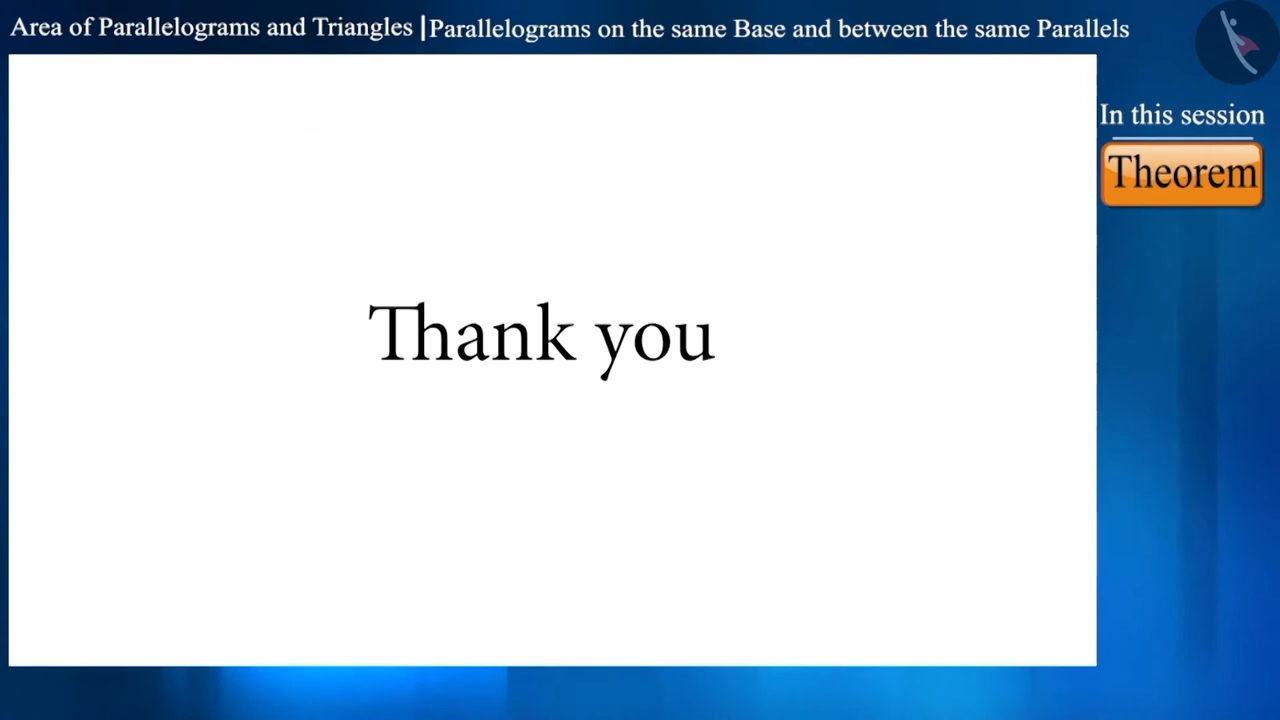 Area of Parallelograms and Triangles | Parallelograms on the same Base and between the same Parallels
In this session
Theorem
Thank you